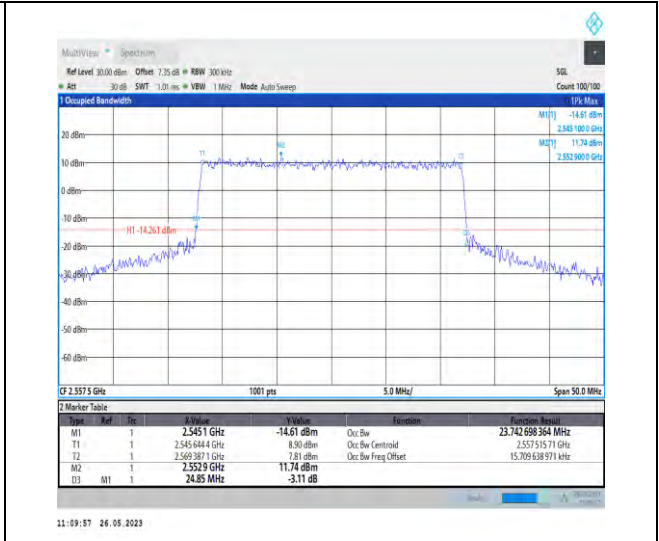 MultiView Spectrum
Ref Level 30.00 dBm Offset 7.35 dB RBW 300 kHz SGL
Att 30 dB SWT 1.01 ms VBW 1 MHz Mode Auto Sweep Count 100/100
1 Occupied Bandwidth 1Pk Max
M1[1] -14.61 dBm
2.545 100 0 GHz
M2[1] 11.74 dBm
2.552 900 0 GHz
20 dBm
M2
T1
10 dBm
0 dBm
-10 dBm
H1 -14.261 dBm
-20 dBm
-30 dBm
-40 dBm
-50 dBm
-60 dBm
CF 2.557 5 GHz 1001 pts 5.0 MHz/ Span 50.0 MHz
2 Marker Table
Type Ref Trc X-Value Y-Value Function Function Result
M1 1 2.545 1 GHz -14.61 dBm Occ Bw 23.742 698 364 MHz
T1 1 2.545 644 4 GHz 8.90 dBm Occ Bw Centroid 2.557 515 71 GHz
T2 1 2.569 387 1 GHz 7.81 dBm Occ Bw Freq Offset 15.709 638 971 kHz
M2 1 2.552 9 GHz 11.74 dBm
D3 M1 1 24.85 MHz -3.11 dB
11:09:57 26.05.2023